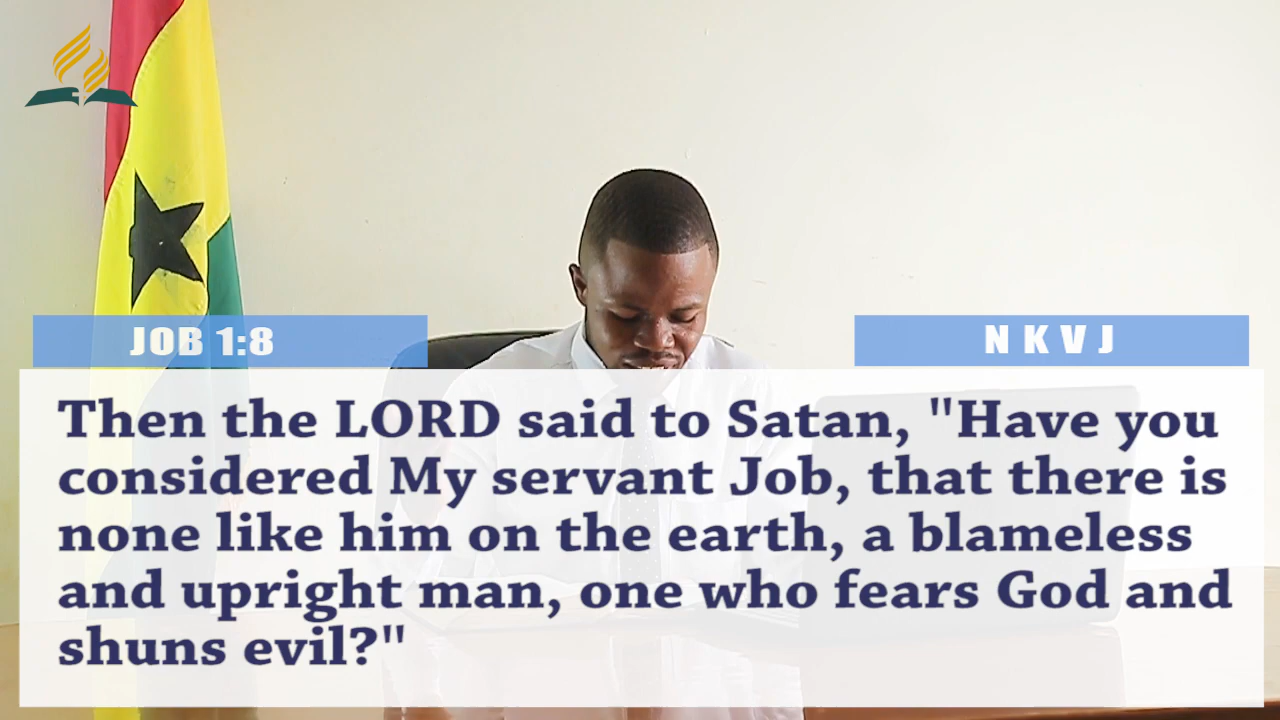 JOB 1:8
N K V J
Then the LORD said to Satan, "Have you
considered My servant Job, that there is
none like him on the earth, a blameless
and upright man, one who fears God and
shuns evil?"